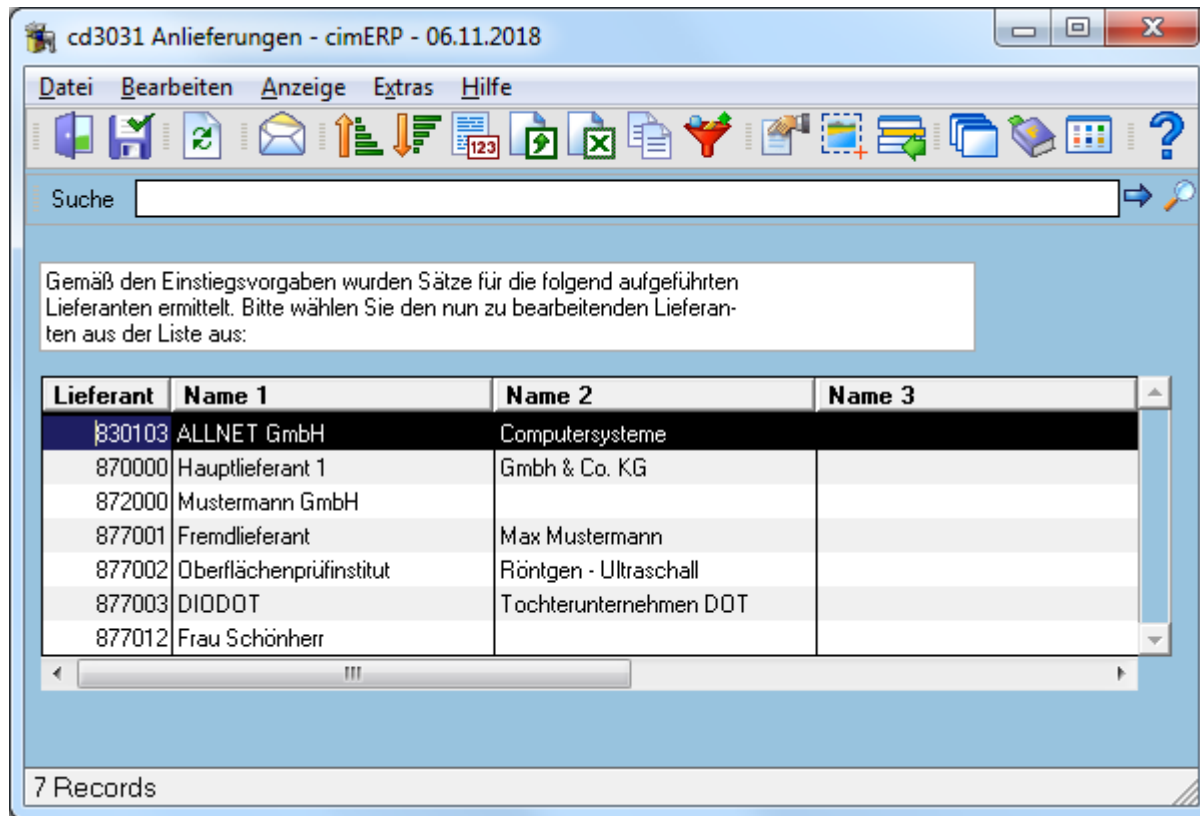 cd3031 Anlieferungen - cimERP - 06.11.2018
Datei Bearbeiten Anzeige Extras Hilfe
123
Suche
Gemäß den Einstiegsvorgaben wurden Sätze für die folgend aufgeführten
Lieferanten ermittelt. Bitte wählen Sie den nun zu bearbeitenden Lieferan-
ten aus der Liste aus:
Lieferant Name 1 Name 2 Name 3
830103 ALLNET GmbH Computersysteme
870000 Hauptlieferant 1 Gmbh & Co. KG
872000 Mustermann GmbH
877001 Fremdlieferant Max Mustermann
877002 Oberflächenprüfinstitut Röntgen - Ultraschall
877003 DIODOT Tochterunternehmen DOT
877012 Frau Schönherr
7 Records